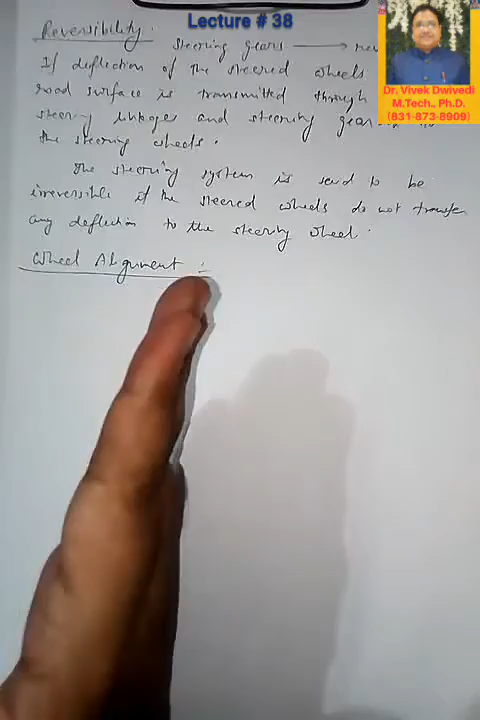 Lecture # 38
Reversibility. Steering gears → rev
If deflection of the steered wheels
road surface is transmitted through
steering linkages and steering gear
the steering wheels.
The steering system is said to be
irreversible if the steered wheels do not transfer
any deflection to the steering wheel.
Wheel Alignment :-
Dr. Vivek Dwivedi
M.Tech., Ph.D.
(831-873-8909)